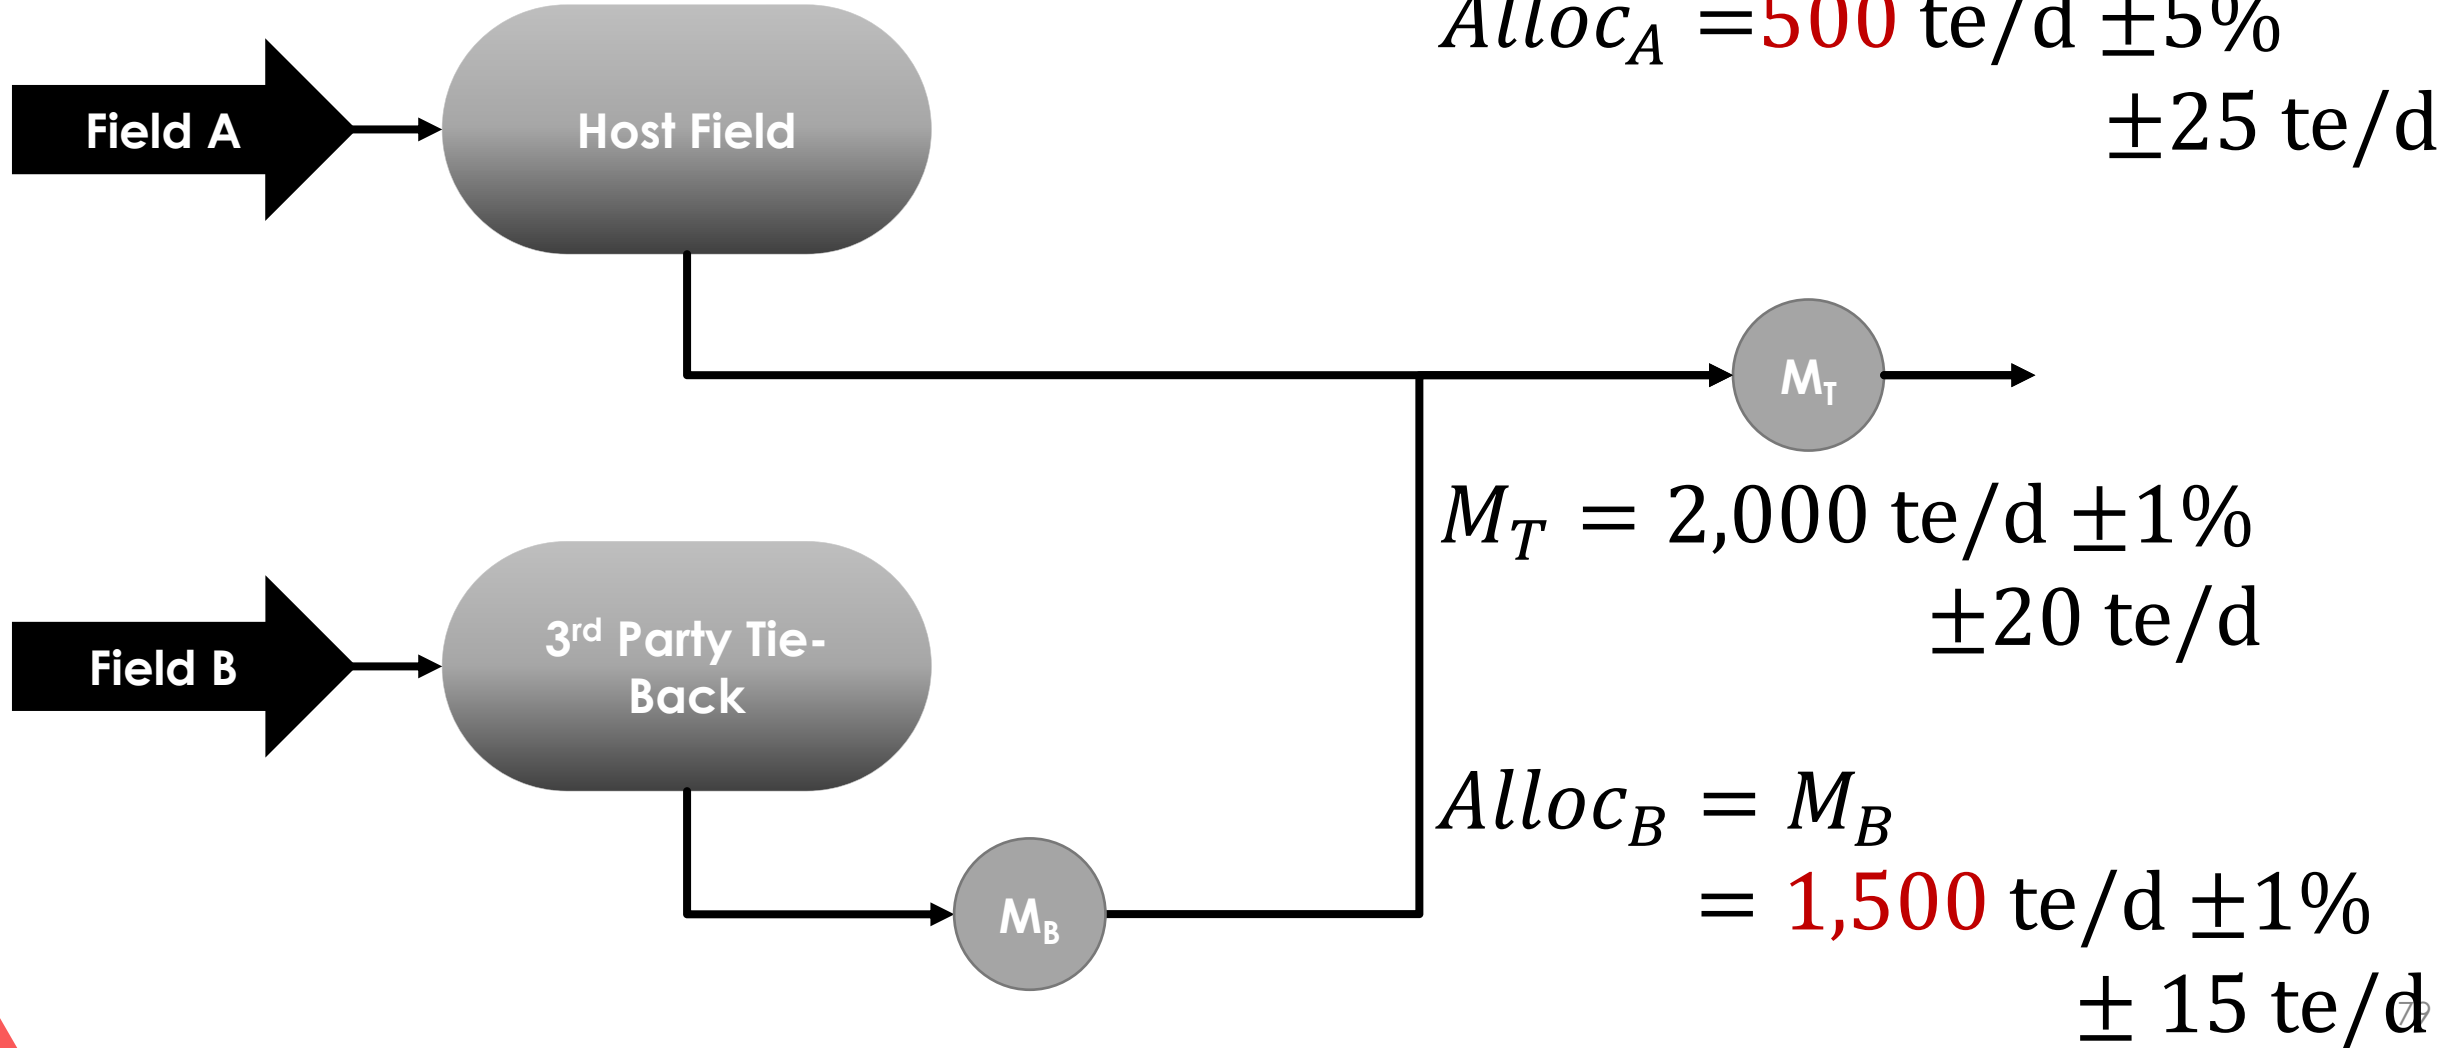 Alloc_A =500 te/d ±5%
±25 te/d
Field A
Host Field
M_T
M_T = 2,000 te/d ±1%
±20 te/d
Field B
3rd Party Tie-
Back
M_B
Alloc_B = M_B
= 1,500 te/d ±1%
± 15 te/d
79